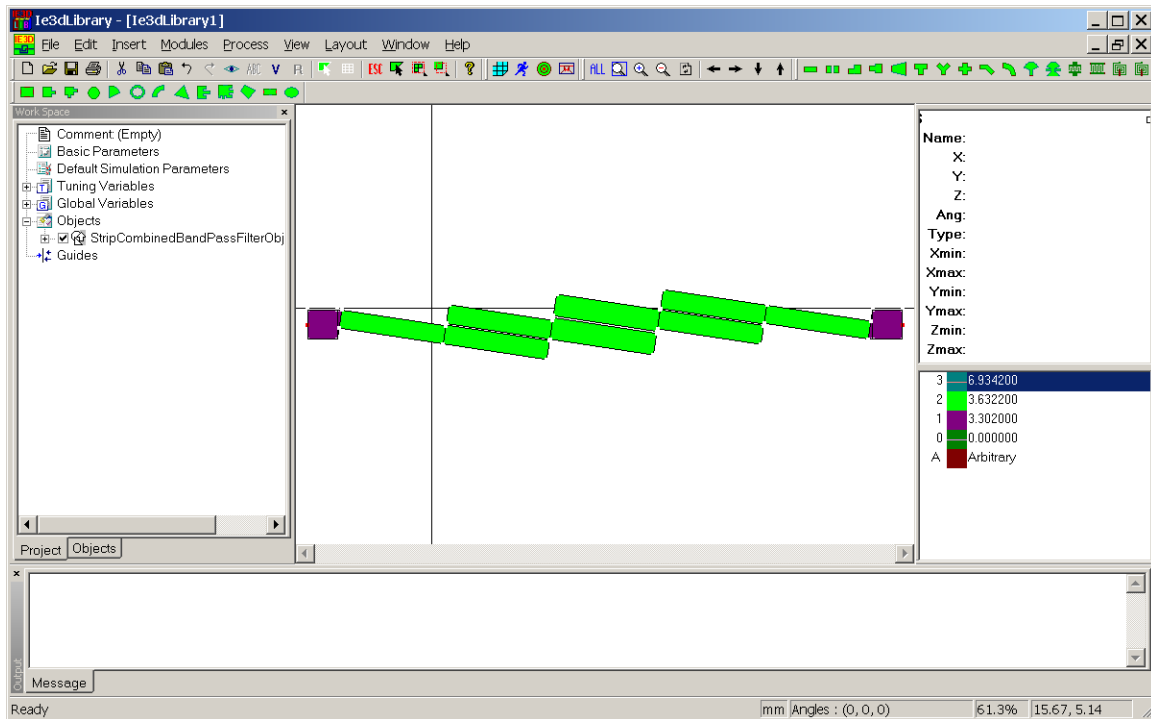 Ie3dLibrary - [Ie3dLibrary1]
File Edit Insert Modules Process View Layout Window Help
ABC V R ESC ? ALL
Work Space
Comment: (Empty)
Basic Parameters
Default Simulation Parameters
Tuning Variables
Global Variables
Objects
StripCombinedBandPassFilterObj
Guides
Project Objects
Name:
X:
Y:
Z:
Ang:
Type:
Xmin:
Xmax:
Ymin:
Ymax:
Zmin:
Zmax:
3 6.934200
2 3.632200
1 3.302000
0 0.000000
A Arbitrary
Output
Message
Ready mm Angles : (0, 0, 0) 61.3% 15.67, 5.14